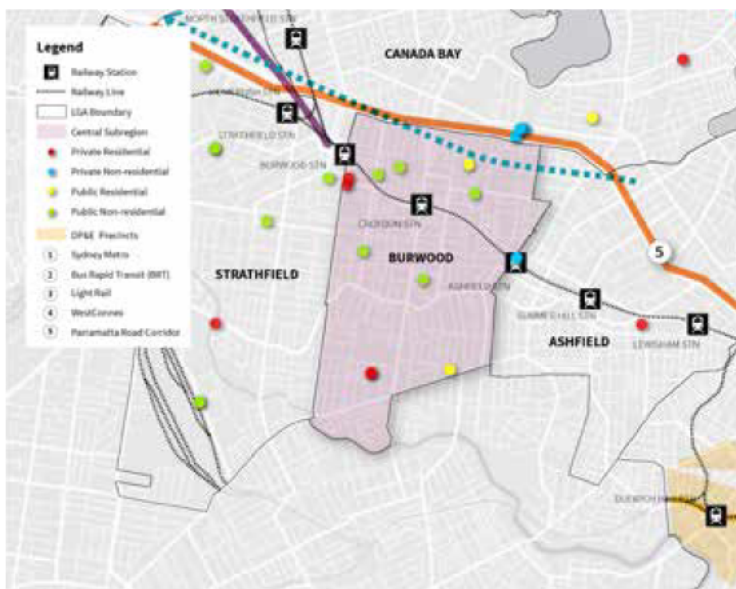 NORTH STRATHFIELD STN
CANADA BAY
Legend
Railway Station
Railway Line
LGA Boundary
Central Subregion
Private Residential
Private Non-residential
Public Residential
Public Non-residential
DP&E Precincts
1 Sydney Metro
2 Bus Rapid Transit (BRT)
3 Light Rail
4 WestConnex
5 Parramatta Road Corridor
STRATHFIELD STN
BURWOOD STN
CROYDON STN
STRATHFIELD
BURWOOD
5
ASHFIELD STN
SUMMER HILL STN
ASHFIELD
LEWISHAM STN